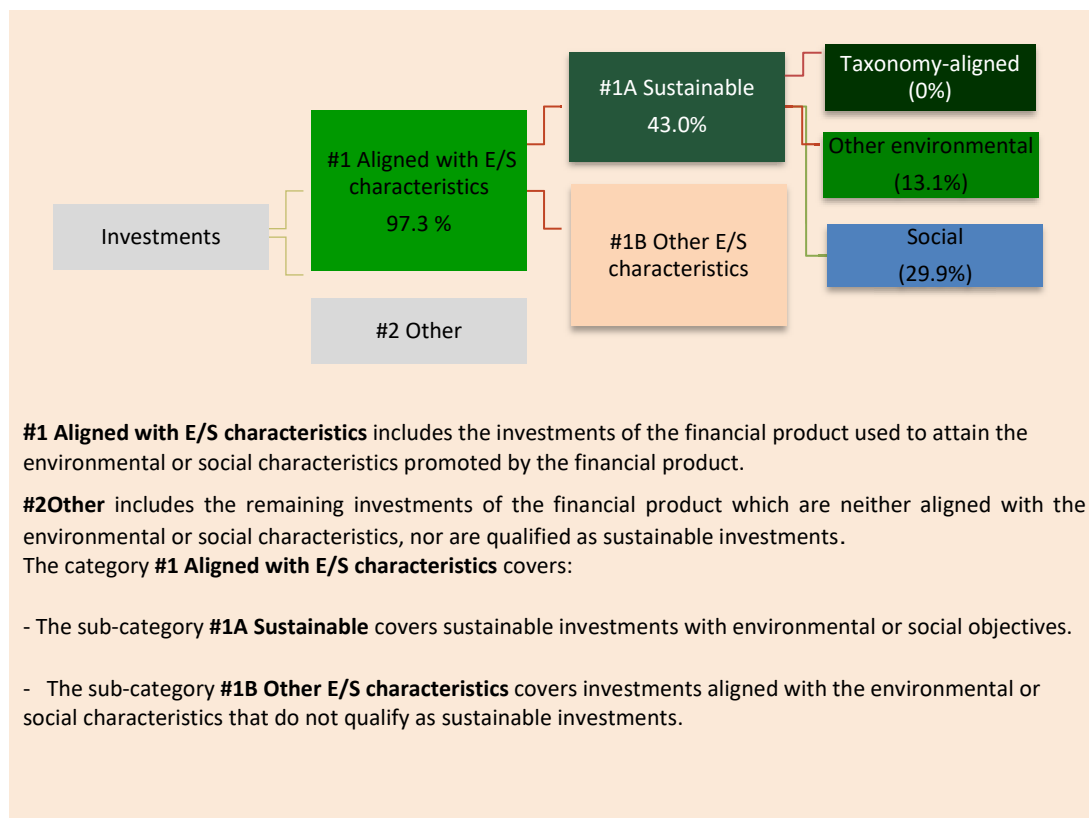 Investments
#1 Aligned with E/S
characteristics
97.3 %
#2 Other
#1A Sustainable
43.0%
#1B Other E/S
characteristics
Taxonomy-aligned
(0%)
Other environmental
(13.1%)
Social
(29.9%)
#1 Aligned with E/S characteristics includes the investments of the financial product used to attain the
environmental or social characteristics promoted by the financial product.
#2Other includes the remaining investments of the financial product which are neither aligned with the
environmental or social characteristics, nor are qualified as sustainable investments.
The category #1 Aligned with E/S characteristics covers:
- The sub-category #1A Sustainable covers sustainable investments with environmental or social objectives.
- The sub-category #1B Other E/S characteristics covers investments aligned with the environmental or
social characteristics that do not qualify as sustainable investments.